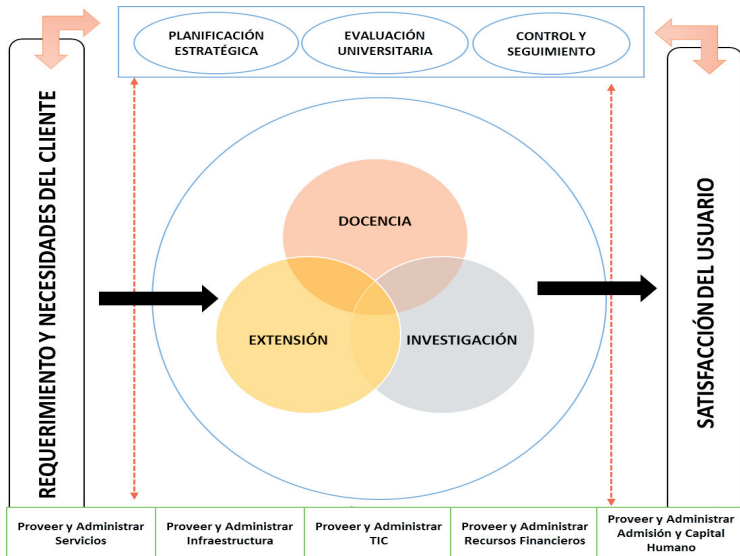 PLANIFICACIÓN
ESTRATÉGICA
EVALUACIÓN
UNIVERSITARIA
CONTROL Y
SEGUIMIENTO
REQUERIMIENTO Y NECESIDADES DEL CLIENTE
DOCENCIA
EXTENSIÓN
INVESTIGACIÓN
SATISFACCIÓN DEL USUARIO
Proveer y Administrar
Servicios
Proveer y Administrar
Infraestructura
Proveer y Administrar
TIC
Proveer y Administrar
Recursos Financieros
Proveer y Administrar
Admisión y Capital
Humano